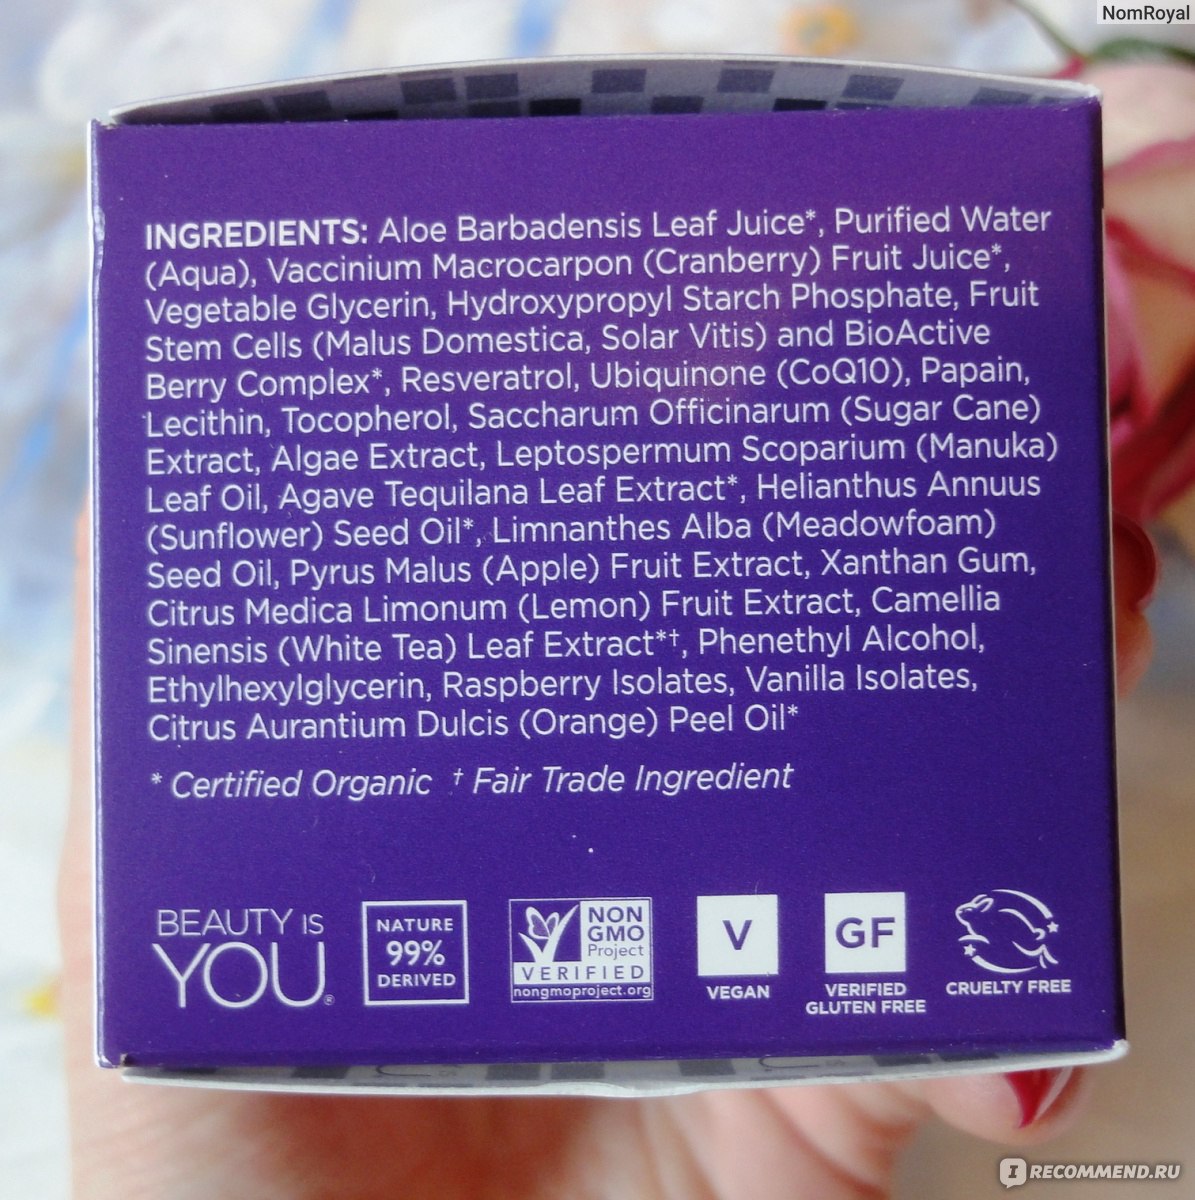 NomRoyal
INGREDIENTS: Aloe Barbadensis Leaf Juice*, Purified Water
(Aqua), Vaccinium Macrocarpon (Cranberry) Fruit Juice*,
Vegetable Glycerin, Hydroxypropyl Starch Phosphate, Fruit
Stem Cells (Malus Domestica, Solar Vitis) and BioActive
Berry Complex*, Resveratrol, Ubiquinone (CoQ10), Papain,
Lecithin, Tocopherol, Saccharum Officinarum (Sugar Cane)
Extract, Algae Extract, Leptospermum Scoparium (Manuka)
Leaf Oil, Agave Tequilana Leaf Extract*, Helianthus Annuus
(Sunflower) Seed Oil*, Limnanthes Alba (Meadowfoam)
Seed Oil, Pyrus Malus (Apple) Fruit Extract, Xanthan Gum,
Citrus Medica Limonum (Lemon) Fruit Extract, Camellia
Sinensis (White Tea) Leaf Extract*†, Phenethyl Alcohol,
Ethylhexylglycerin, Raspberry Isolates, Vanilla Isolates,
Citrus Aurantium Dulcis (Orange) Peel Oil*
* Certified Organic † Fair Trade Ingredient
BEAUTY IS
YOU®
NATURE
99%
DERIVED
NON
GMO
Project
VERIFIED
nongmoproject.org
V
VEGAN
GF
VERIFIED
GLUTEN FREE
CRUELTY FREE
I RECOMMEND.RU